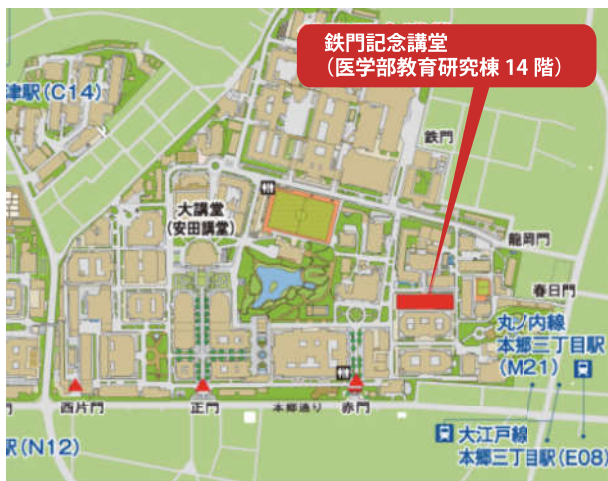 鉄門記念講堂
（医学部教育研究棟 14 階）
津駅（C14）
鉄門
大講堂
（安田講堂）
龍岡門
春日門
丸ノ内線
本郷三丁目駅
（M21）
西片門
正門
本郷通り
赤門
門
駅（N12）
大江戸線
本郷三丁目駅（E08）